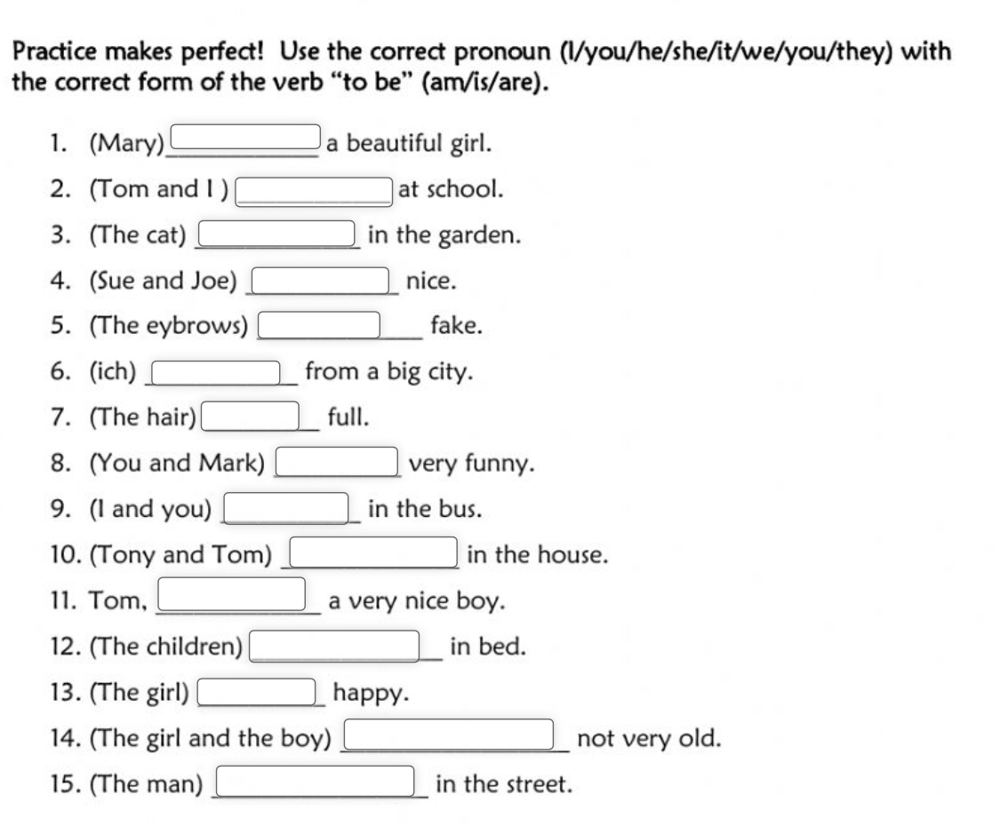 Practice makes perfect! Use the correct pronoun (I/you/he/she/it/we/you/they) with
the correct form of the verb “to be” (am/is/are).
1. (Mary) a beautiful girl.
2. (Tom and I ) at school.
3. (The cat) in the garden.
4. (Sue and Joe) nice.
5. (The eybrows) fake.
6. (ich) from a big city.
7. (The hair) full.
8. (You and Mark) very funny.
9. (I and you) in the bus.
10. (Tony and Tom) in the house.
11. Tom, a very nice boy.
12. (The children) in bed.
13. (The girl) happy.
14. (The girl and the boy) not very old.
15. (The man) in the street.